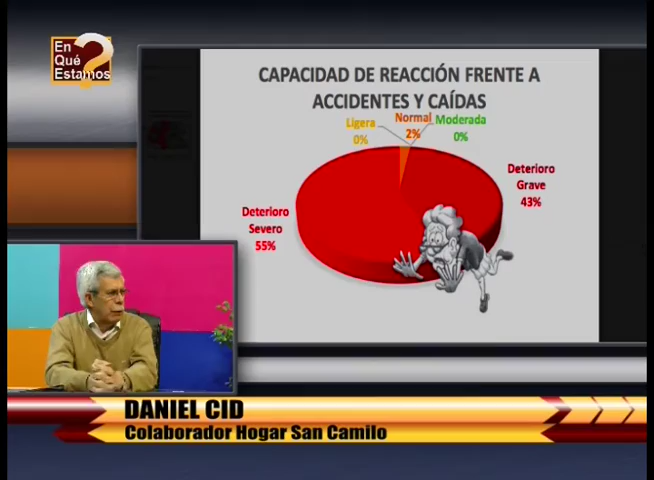 En
Qué
Estamos
?
CAPACIDAD DE REACCIÓN FRENTE A
ACCIDENTES Y CAÍDAS
Ligera
0%
Normal
2%
Moderada
0%
Deterioro
Grave
43%
Deterioro
Severo
55%
DANIEL CID
Colaborador Hogar San Camilo